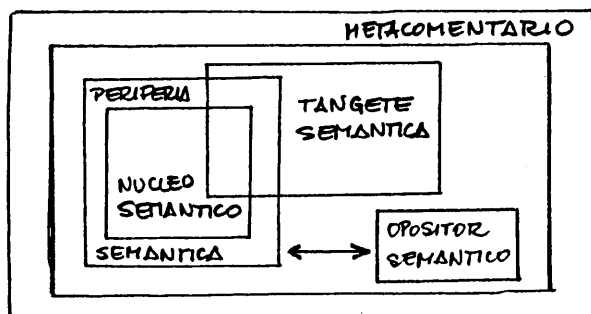 METACOMENTARIO
PERIFERIA
TANGETE
SEMANTICA
NUCLEO
SEMANTICO
SEMANTICA
OPOSITOR
SEMANTICO